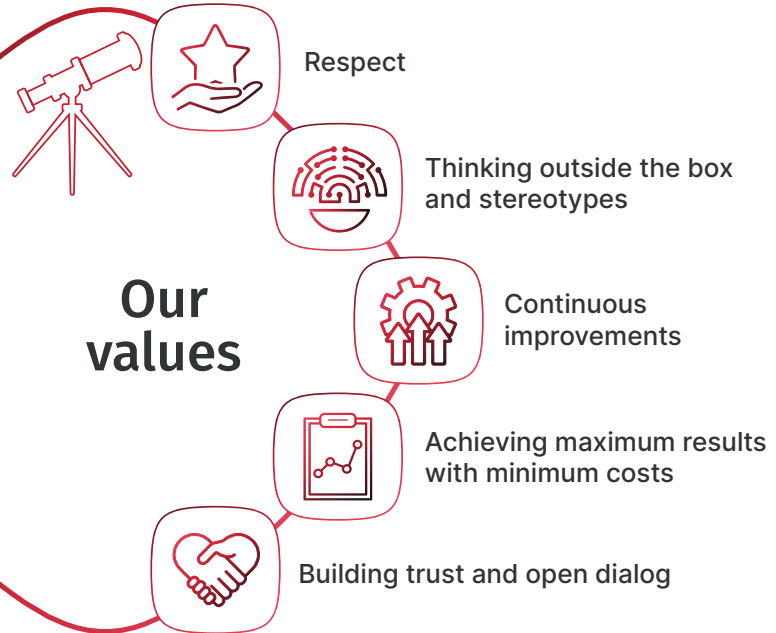 Respect
Thinking outside the box
and stereotypes
Our
values
Continuous
improvements
Achieving maximum results
with minimum costs
Building trust and open dialog